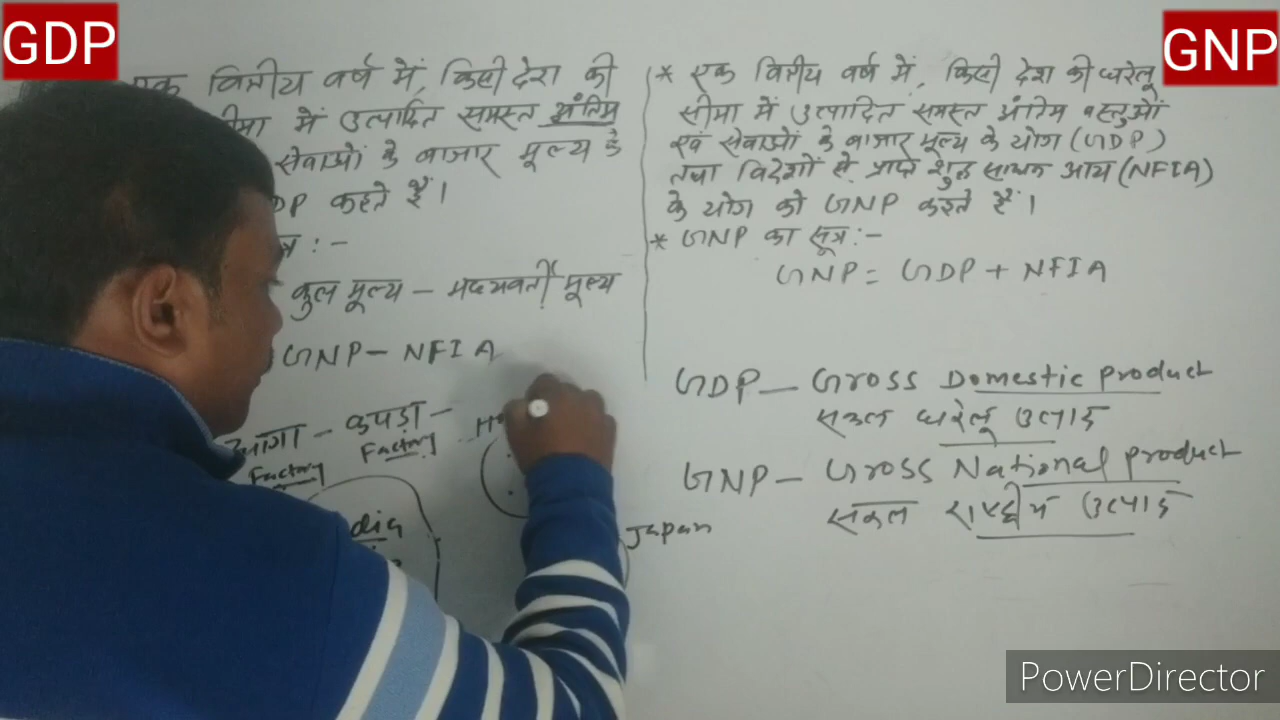 GDP
GNP
एक वित्तीय वर्ष में, किसी देश की
सीमा में उत्पादित समस्त अंतिम
सेवाओं के बाजार मूल्य के
DP कहते हैं।
त्र :-
कुल मूल्य - मध्यवर्ती मूल्य
GNP - NFIA
धागा - कपड़ा -
Factory Factory
dia
Japan
* एक वित्तीय वर्ष में, किसी देश की घरेलू
सीमा में उत्पादित समस्त अंतिम वस्तुओं
एवं सेवाओं के बाजार मूल्य के योग (GDP)
तथा विदेशों से प्राप्त शुद्ध साधन आय (NFIA)
के योग को GNP कहते हैं।
* GNP का सूत्र :-
GNP = GDP + NFIA
GDP - Gross Domestic product
सकल घरेलू उत्पाद
GNP - Gross National product
सकल राष्ट्रीय उत्पाद
PowerDirector